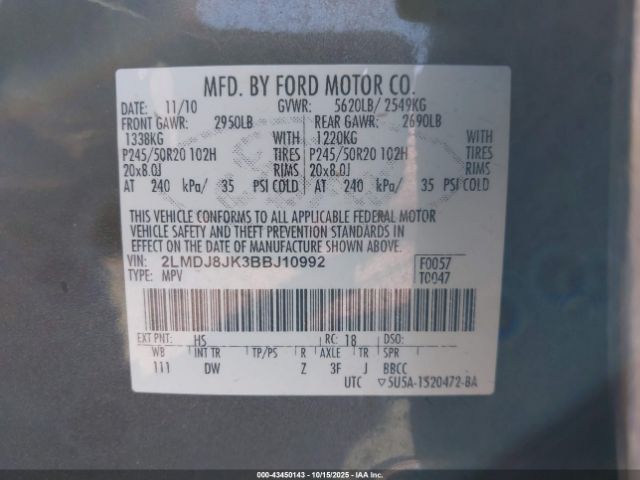 MFD. BY FORD MOTOR CO.
DATE: 11/10 GVWR: 5620LB/ 2549KG
FRONT GAWR: 2950LB REAR GAWR: 2690LB
1338KG WITH 1220KG WITH
P245/50R20 102H TIRES P245/50R20 102H TIRES
20x8.0J RIMS 20x8.0J RIMS
AT 240 kPa/ 35 PSI COLD AT 240 kPa/ 35 PSI COLD
THIS VEHICLE CONFORMS TO ALL APPLICABLE FEDERAL MOTOR
VEHICLE SAFETY AND THEFT PREVENTION STANDARDS IN
EFFECT ON THE DATE OF MANUFACTURE SHOWN ABOVE.
VIN: 2LMDJ8JK3BBJ10992 F0057
TYPE: MPV T0047
EXT PNT: HS RC: 18 DSO:
WB INT TR TP/PS R AXLE TR SPR
111 DW Z 3F J BBCC
UTC ▽5U5A-1520472-BA
000-43450143 - 10/15/2025 - IAAI.com